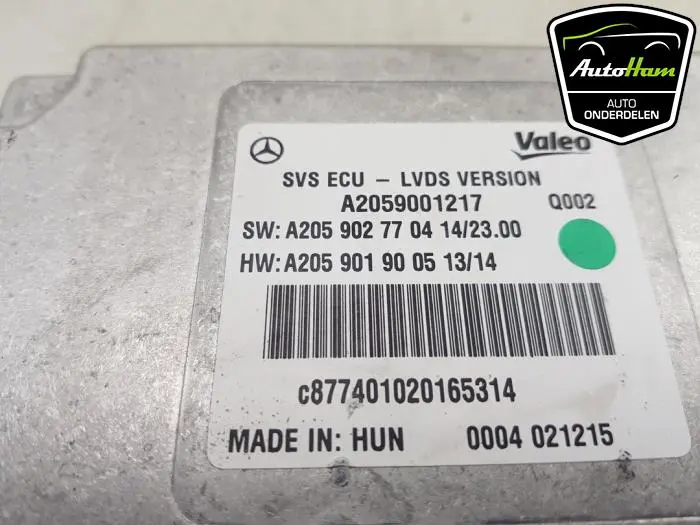 AutoHam
AUTO
ONDERDELEN
Valeo
SVS ECU – LVDS VERSION
A2059001217 Q002
SW: A205 902 77 04 14/23.00
HW: A205 901 90 05 13/14
c877401020165314
MADE IN: HUN 0004 021215